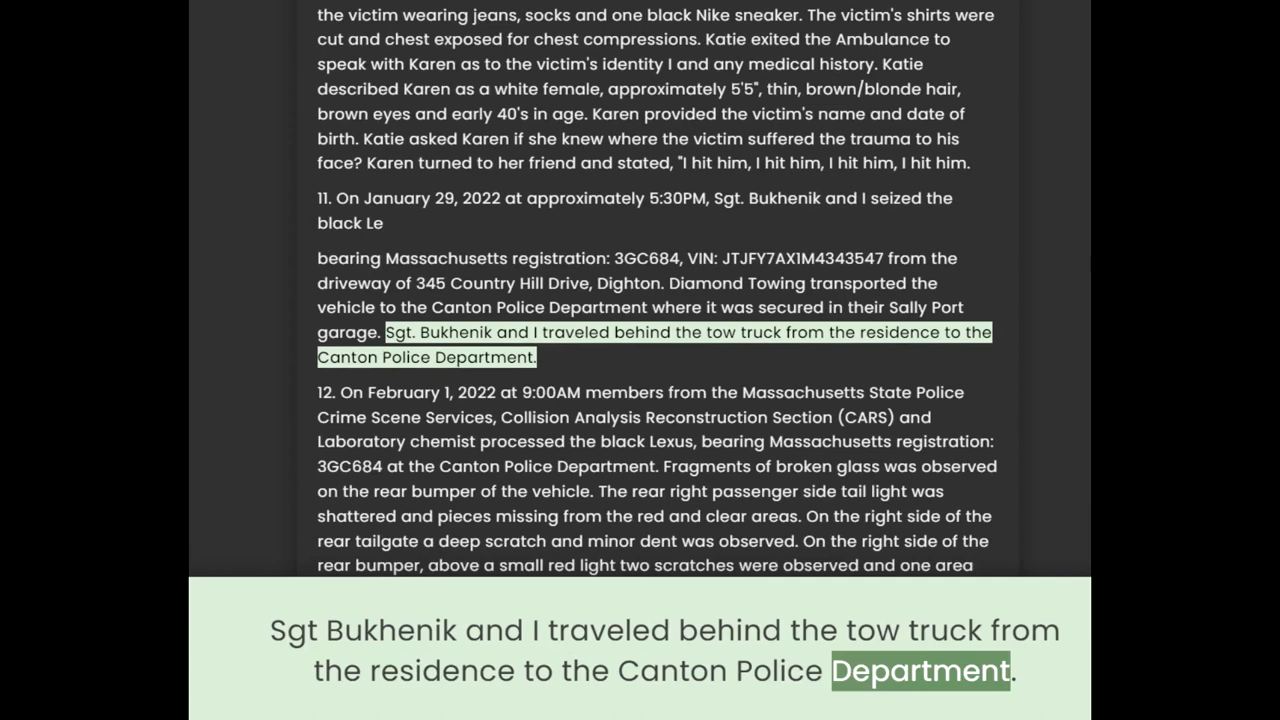 the victim wearing jeans, socks and one black Nike sneaker. The victim's shirts were
cut and chest exposed for chest compressions. Katie exited the Ambulance to
speak with Karen as to the victim's identity I and any medical history. Katie
described Karen as a white female, approximately 5'5", thin, brown/blonde hair,
brown eyes and early 40's in age. Karen provided the victim's name and date of
birth. Katie asked Karen if she knew where the victim suffered the trauma to his
face? Karen turned to her friend and stated, "I hit him, I hit him, I hit him, I hit him.
11. On January 29, 2022 at approximately 5:30PM, Sgt. Bukhenik and I seized the
black Le
bearing Massachusetts registration: 3GC684, VIN: JTJFY7AX1M4343547 from the
driveway of 345 Country Hill Drive, Dighton. Diamond Towing transported the
vehicle to the Canton Police Department where it was secured in their Sally Port
garage. Sgt. Bukhenik and I traveled behind the tow truck from the residence to the
Canton Police Department.
12. On February 1, 2022 at 9:00AM members from the Massachusetts State Police
Crime Scene Services, Collision Analysis Reconstruction Section (CARS) and
Laboratory chemist processed the black Lexus, bearing Massachusetts registration:
3GC684 at the Canton Police Department. Fragments of broken glass was observed
on the rear bumper of the vehicle. The rear right passenger side tail light was
shattered and pieces missing from the red and clear areas. On the right side of the
rear tailgate a deep scratch and minor dent was observed. On the right side of the
rear bumper, above a small red light two scratches were observed and one area
Sgt Bukhenik and I traveled behind the tow truck from
the residence to the Canton Police Department.